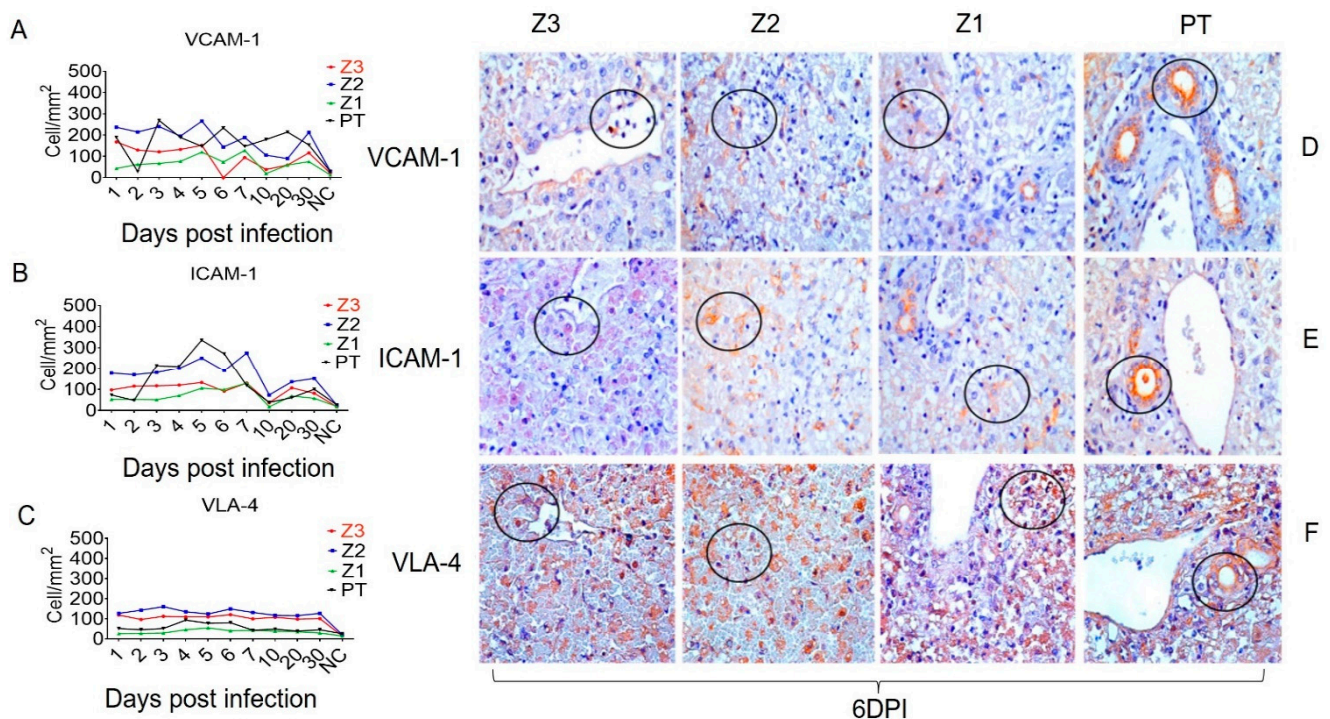 A
VCAM-1
500
400
300
200
100
0
Cell/mm²
Z3
Z2
Z1
PT
1 2 3 4 5 6 7 10 20 30 NC
Days post infection
B
ICAM-1
500
400
300
200
100
0
Cell/mm²
Z3
Z2
Z1
PT
1 2 3 4 5 6 7 10 20 30 NC
Days post infection
C
VLA-4
500
400
300
200
100
0
Cell/mm²
Z3
Z2
Z1
PT
1 2 3 4 5 6 7 10 20 30 NC
Days post infection
Z3 Z2 Z1 PT
VCAM-1 D
ICAM-1 E
VLA-4 F
6DPI